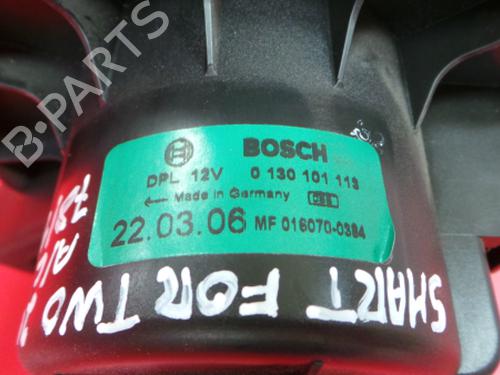 B-PARTS
BOSCH
DPL 12V 0 130 101 113
← Made in Germany
22.03.06 MF 016070-0384
SMART FOR TWO
A/C